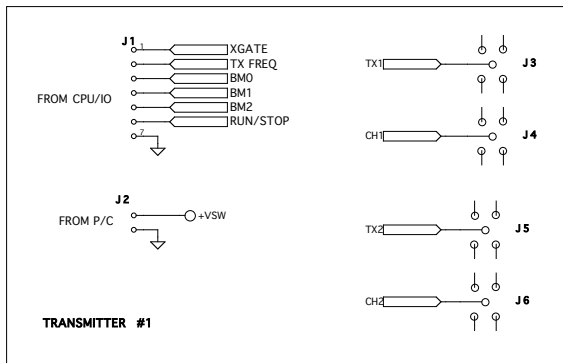 J1
1 XGATE
TX FREQ
BM0
BM1
BM2
RUN/STOP
7
FROM CPU/IO
J2
FROM P/C
+VSW
TRANSMITTER #1
TX1 J3
CH1 J4
TX2 J5
CH2 J6